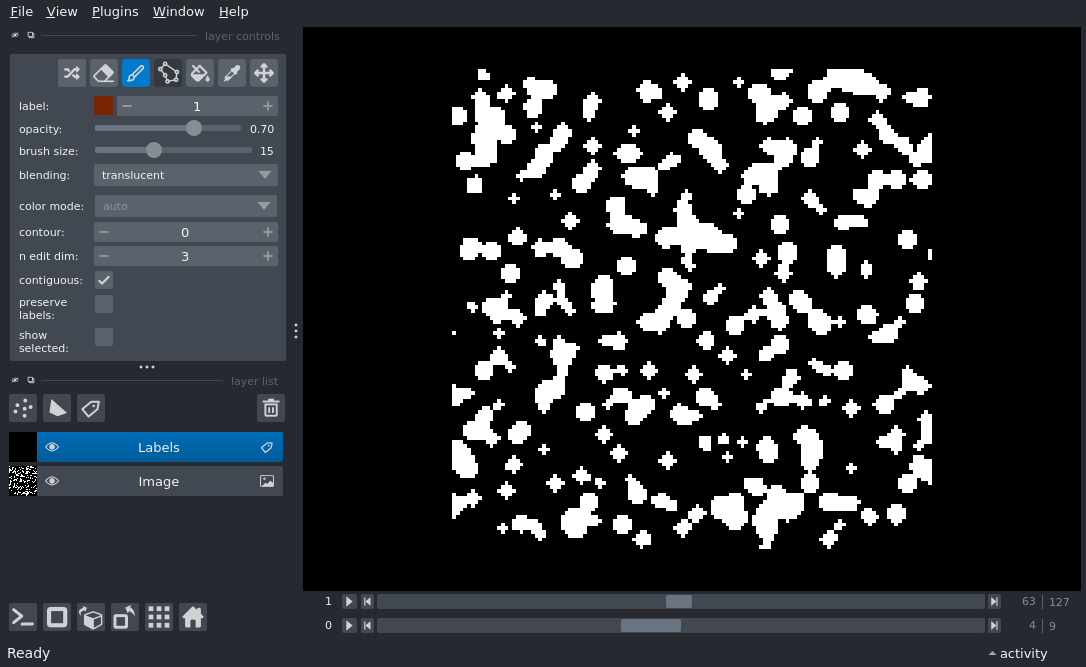 File View Plugins Window Help
layer controls
label: 1
opacity: 0.70
brush size: 15
blending: translucent
color mode: auto
contour: 0
n edit dim: 3
contiguous:
preserve
labels:
show
selected:
layer list
Labels
Image
1 63 127
0 4 9
Ready activity